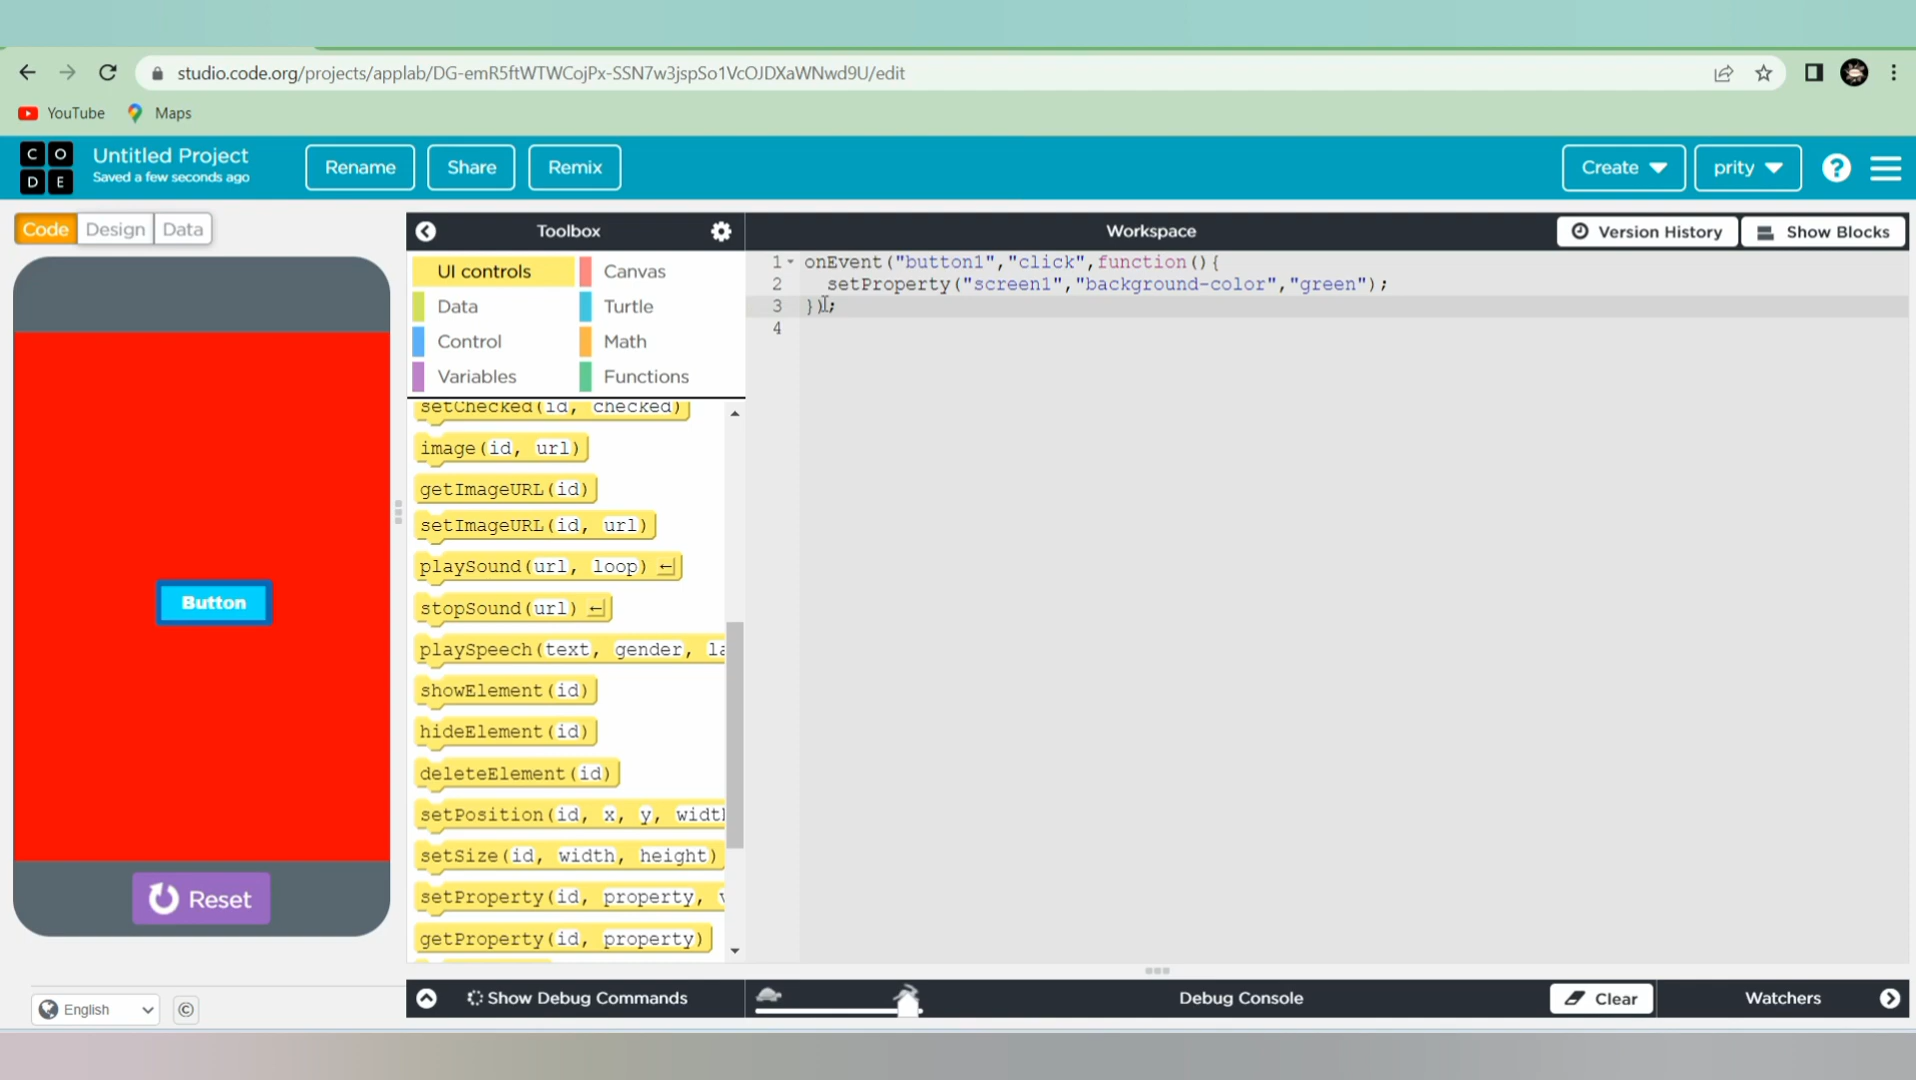 studio.code.org/projects/applab/DG-emR5ftWTWCojPx-SSN7w3jspSo1VcOJDXaWNwd9U/edit
YouTube
Maps
C O
D E
Untitled Project
Saved a few seconds ago
Rename
Share
Remix
Create
prity
?
Code
Design
Data
Toolbox
Workspace
Version History
Show Blocks
UI controls
Canvas
Data
Turtle
Control
Math
Variables
Functions
setChecked(id, checked)
image(id, url)
getImageURL(id)
setImageURL(id, url)
playSound(url, loop) ←
stopSound(url) ←
playSpeech(text, gender, la
showElement(id)
hideElement(id)
deleteElement(id)
setPosition(id, x, y, widt
setSize(id, width, height)
setProperty(id, property, v
getProperty(id, property)
1 onEvent("button1","click",function(){
2 setProperty("screen1","background-color","green");
3 });
4
Button
Reset
English
©
Show Debug Commands
Debug Console
Clear
Watchers